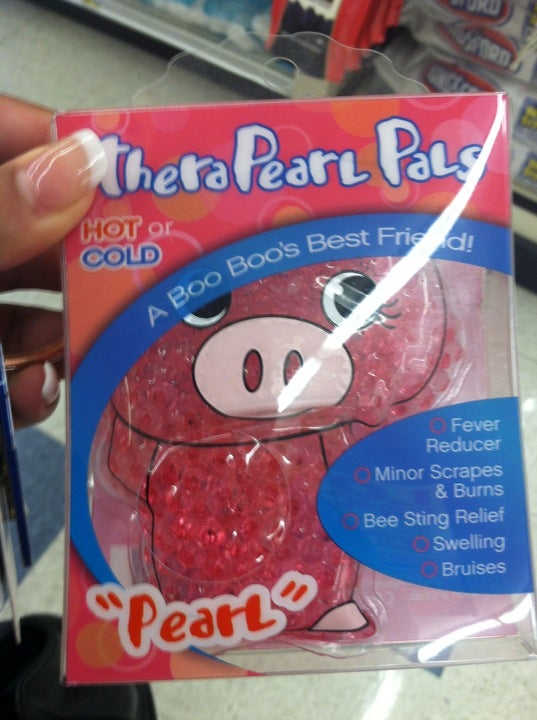 theraPearl Pals
HOT or
COLD
A Boo Boo's Best Friend!
Fever
Reducer
Minor Scrapes
& Burns
Bee Sting Relief
Swelling
Bruises
"Pearl"